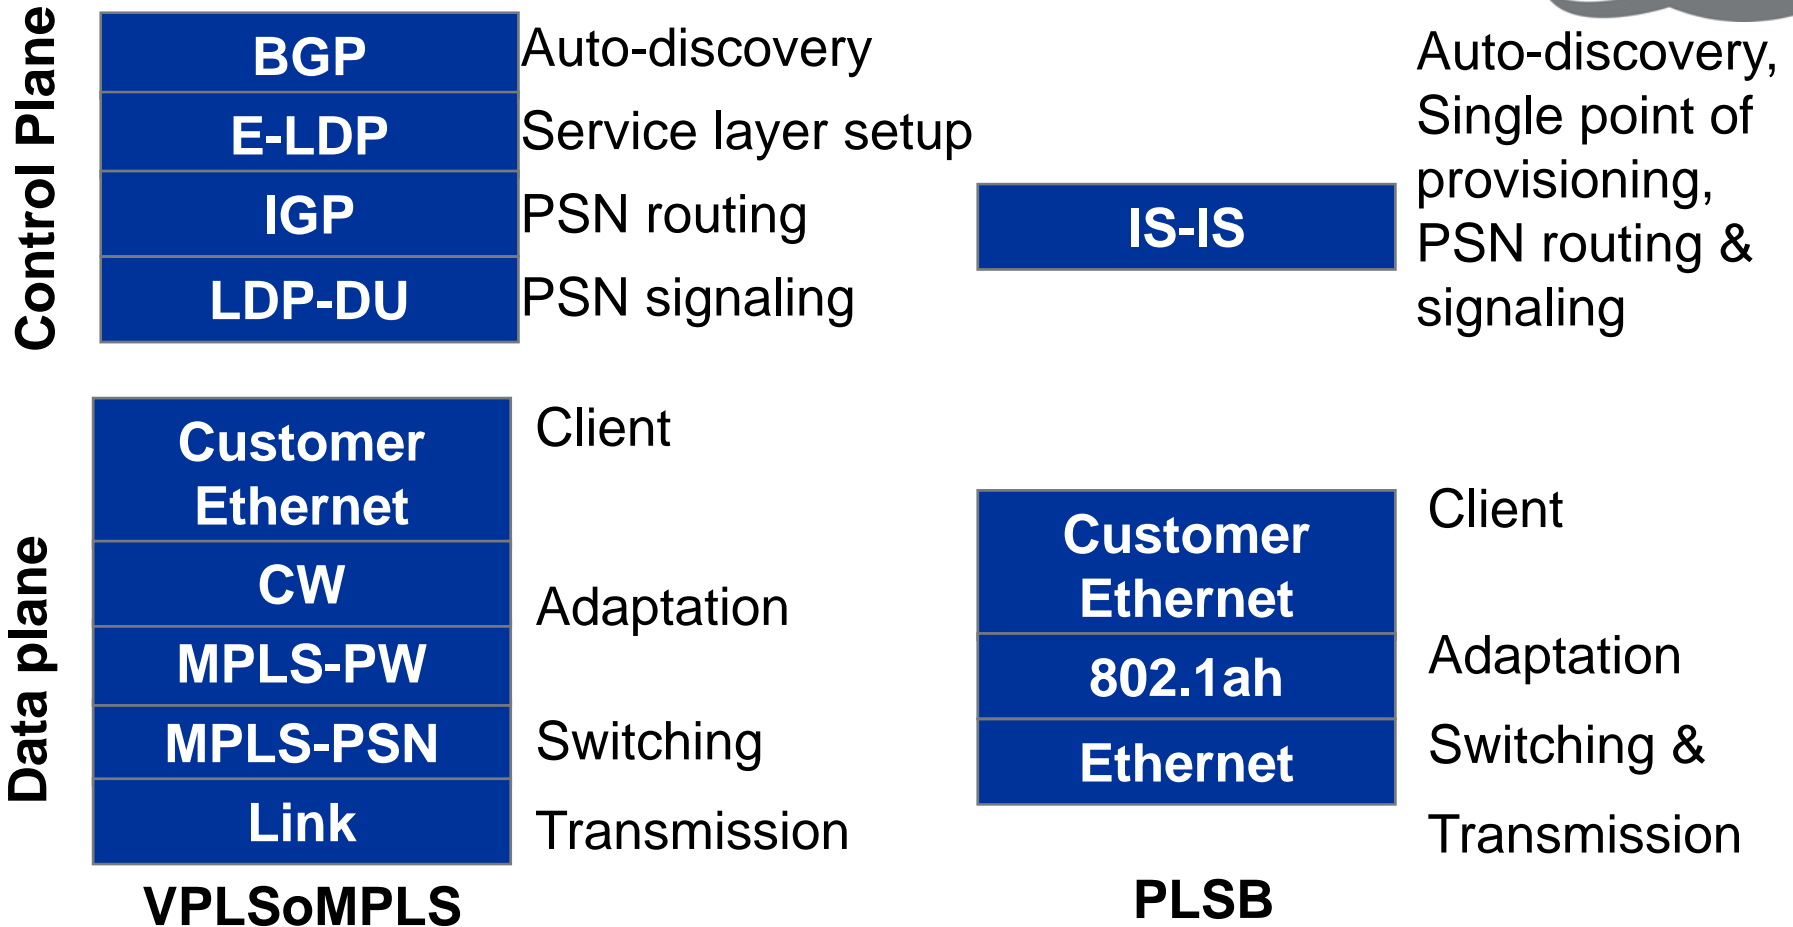 Control Plane
BGP
Auto-discovery
E-LDP
Service layer setup
IGP
PSN routing
LDP-DU
PSN signaling
IS-IS
Auto-discovery,
Single point of
provisioning,
PSN routing &
signaling
Data plane
Customer
Ethernet
Client
CW
Adaptation
MPLS-PW
MPLS-PSN
Switching
Link
Transmission
VPLSoMPLS
Customer
Ethernet
Client
802.1ah
Adaptation
Ethernet
Switching &
Transmission
PLSB